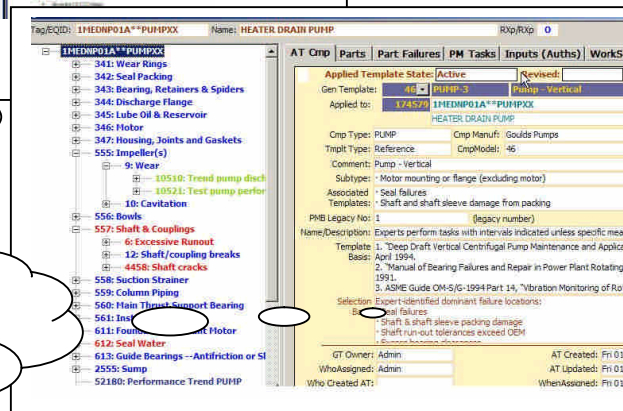 Tag/EQID: 1MEDNP01A**PUMPXX Name: HEATER DRAIN PUMP RXp/RXp 0
1MEDNP01A**PUMPXX
341: Wear Rings
342: Seal Packing
343: Bearing, Retainers & Spiders
344: Discharge Flange
345: Lube Oil & Reservoir
346: Motor
347: Housing, Joints and Gaskets
555: Impeller(s)
9: Wear
10510: Trend pump disch
10521: Test pump perfor
10: Cavitation
556: Bowls
557: Shaft & Couplings
6: Excessive Runout
12: Shaft/coupling breaks
4458: Shaft cracks
558: Suction Strainer
559: Column Piping
560: Main Thrust Support Bearing
561: Inst
611: Foun Motor
612: Seal Water
613: Guide Bearings --Antifriction or Sl
2555: Sump
52180: Performance Trend PUMP
AT Cmp Parts Part Failures PM Tasks Inputs (Auths) WorkS
Applied Template State: Active Revised:
Gen Template: 46 PUMP-3 Pump - Vertical
Applied to: 174579 1MEDNP01A**PUMPXX
HEATER DRAIN PUMP
Cmp Type: PUMP Cmp Manuf: Goulds Pumps
Tmplt Type: Reference CmpModel: 46
Comment: Pump - Vertical
Subtype: · Motor mounting or flange (excluding motor)
Associated Templates: · Seal failures
· Shaft and shaft sleeve damage from packing
PMB Legacy No: 1 (legacy number)
Name/Description: Experts perform tasks with intervals indicated unless specific mea
Template Basis: 1. "Deep Draft Vertical Centrifugal Pump Maintenance and Applica
April 1994.
2. "Manual of Bearing Failures and Repair in Power Plant Rotating
1991.
3. ASME Guide OM-S/G-1994 Part 14, "Vibration Monitoring of Ro
Selection Expert-identified dominant failure locations:
Ba eal failures
· Shaft & shaft sleeve packing damage
· Shaft run-out tolerances exceed OEM
GT Owner: Admin AT Created: Fri 01
WhoAssigned: Admin AT Updated: Fri 01
Who Created AT: WhenAssigned: Fri 01